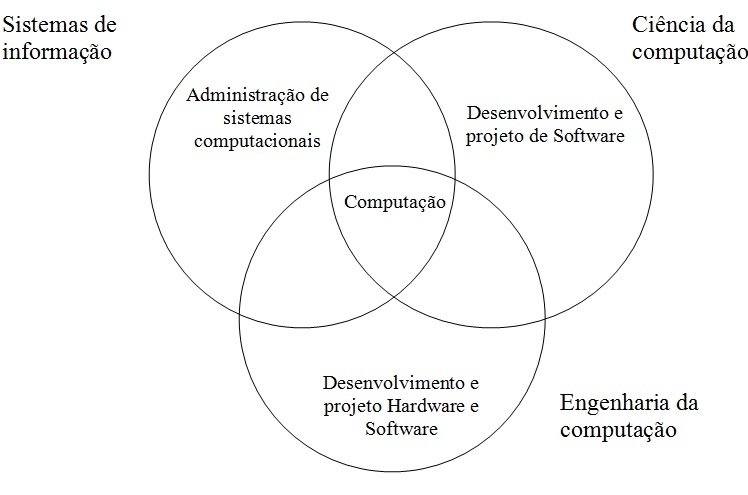 Sistemas de
informação
Ciência da
computação
Administração de
sistemas
computacionais
Desenvolvimento e
projeto de Software
Computação
Desenvolvimento e
projeto Hardware e
Software
Engenharia da
computação